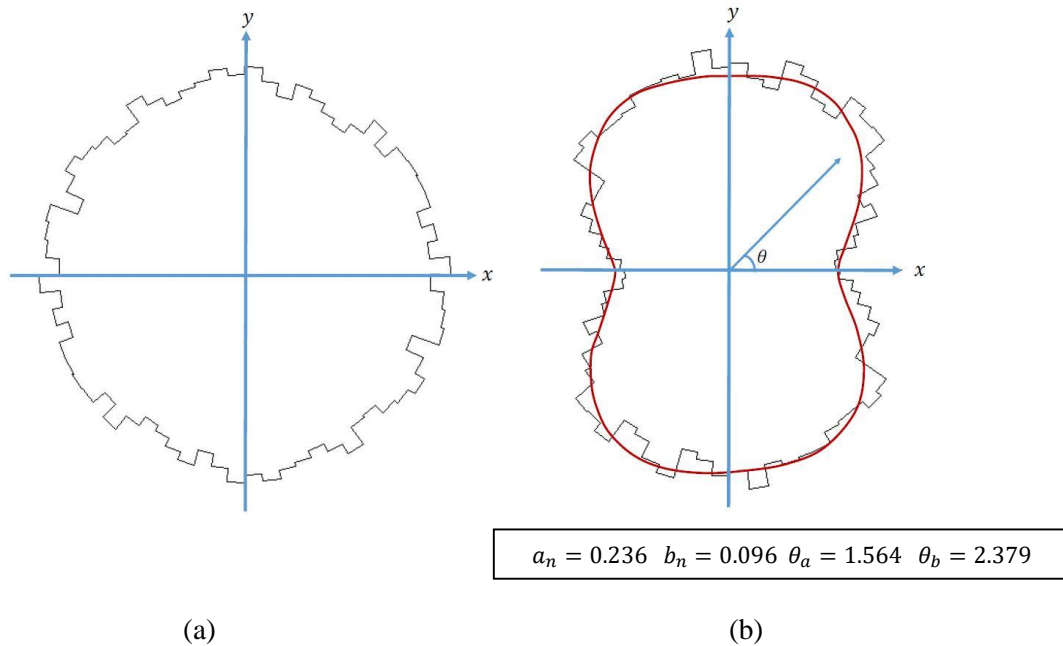 y
x
(a)
y
x
θ
a_n = 0.236 b_n = 0.096 θ_a = 1.564 θ_b = 2.379
(b)